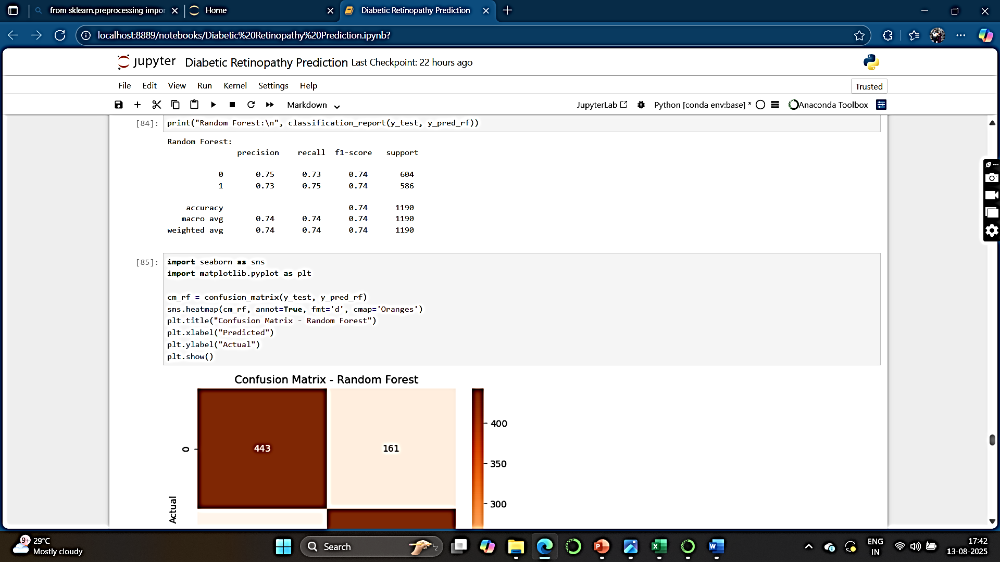 from sklearn.preprocessing impor
Home
Diabetic Retinopathy Prediction
localhost:8889/notebooks/Diabetic%20Retinopathy%20Prediction.ipynb?
jupyter Diabetic Retinopathy Prediction Last Checkpoint: 22 hours ago
File Edit View Run Kernel Settings Help
Trusted
Markdown
JupyterLab
Python [conda env:base] *
Anaconda Toolbox
[84]: print("Random Forest:\n", classification_report(y_test, y_pred_rf))
Random Forest:
precision recall f1-score support
0 0.75 0.73 0.74 604
1 0.73 0.75 0.74 586
accuracy 0.74 1190
macro avg 0.74 0.74 0.74 1190
weighted avg 0.74 0.74 0.74 1190
[85]: import seaborn as sns
import matplotlib.pyplot as plt
cm_rf = confusion_matrix(y_test, y_pred_rf)
sns.heatmap(cm_rf, annot=True, fmt='d', cmap='Oranges')
plt.title("Confusion Matrix - Random Forest")
plt.xlabel("Predicted")
plt.ylabel("Actual")
plt.show()
Confusion Matrix - Random Forest
400
0 443 161
350
300
Actual
9+ 29°C
Mostly cloudy
Search
P
X
W
ENG
IN
17:42
13-08-2025